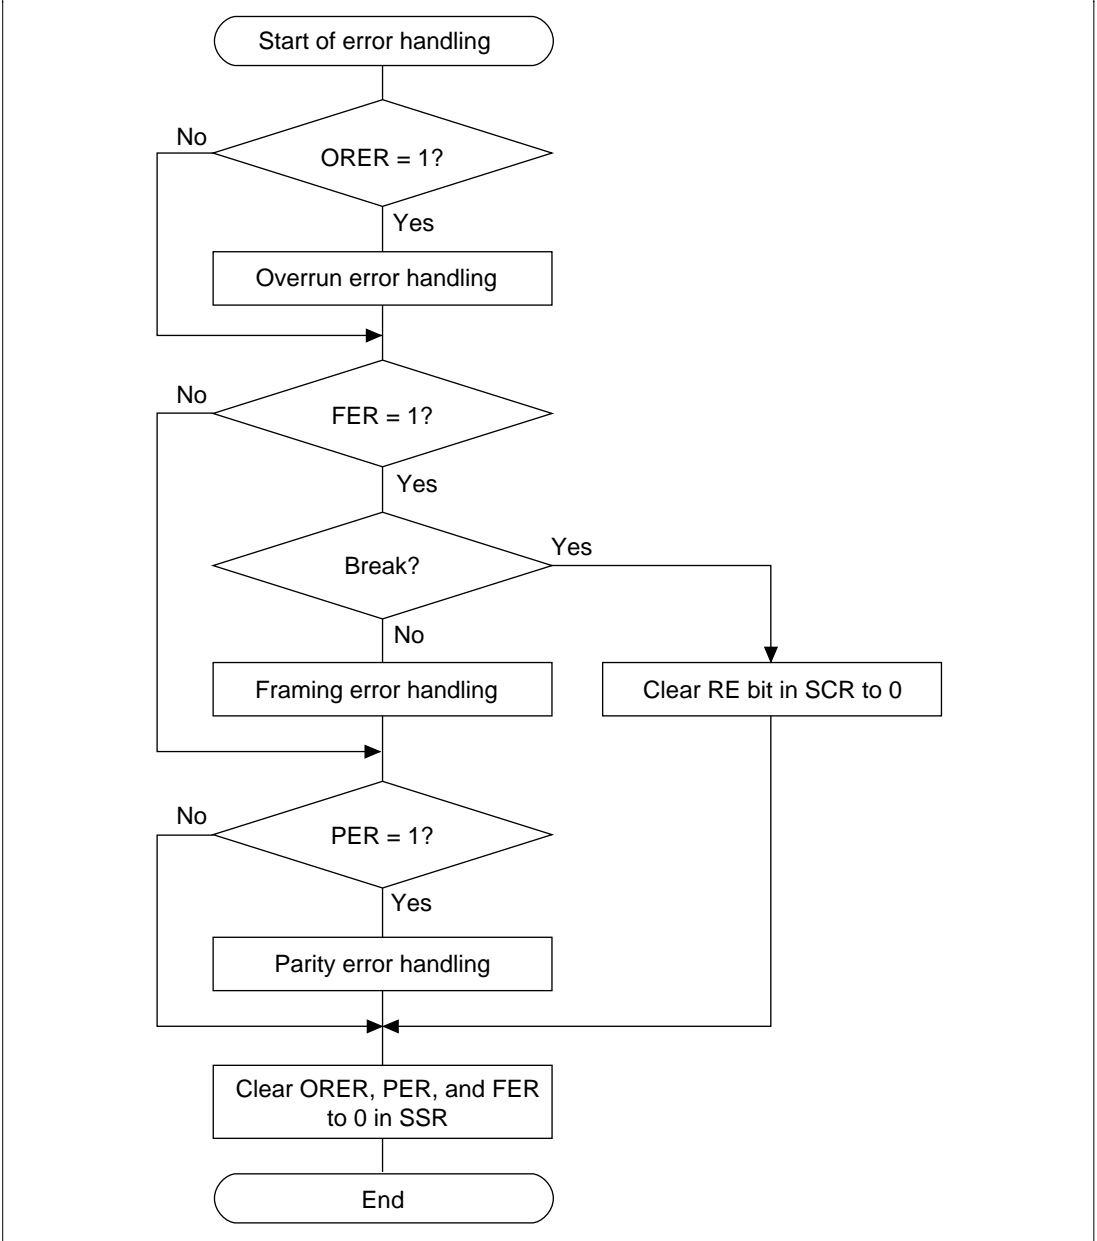 Start of error handling
No
ORER = 1?
Yes
Overrun error handling
No
FER = 1?
Yes
Break?
Yes
No
Framing error handling
Clear RE bit in SCR to 0
No
PER = 1?
Yes
Parity error handling
Clear ORER, PER, and FER
to 0 in SSR
End